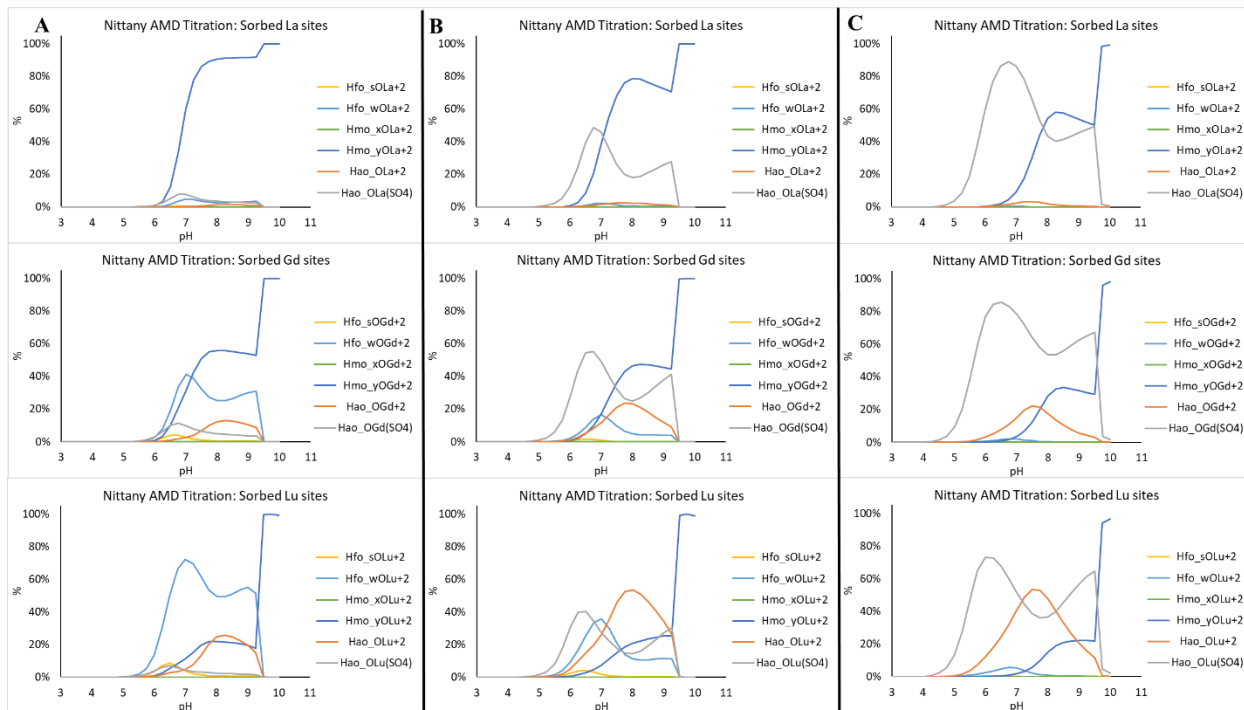 A
Nittany AMD Titration: Sorbed La sites
100%
80%
60%
40%
20%
0%
%
3 4 5 6 7 8 9 10 11
pH
Hfo_sOLa+2
Hfo_wOLa+2
Hmo_xOLa+2
Hmo_yOLa+2
Hao_OLa+2
Hao_OLa(SO4)
B
Nittany AMD Titration: Sorbed La sites
100%
80%
60%
40%
20%
0%
%
3 4 5 6 7 8 9 10 11
pH
Hfo_sOLa+2
Hfo_wOLa+2
Hmo_xOLa+2
Hmo_yOLa+2
Hao_OLa+2
Hao_OLa(SO4)
C
Nittany AMD Titration: Sorbed La sites
100%
80%
60%
40%
20%
0%
%
3 4 5 6 7 8 9 10 11
pH
Hfo_sOLa+2
Hfo_wOLa+2
Hmo_xOLa+2
Hmo_yOLa+2
Hao_OLa+2
Hao_OLa(SO4)
Nittany AMD Titration: Sorbed Gd sites
100%
80%
60%
40%
20%
0%
%
3 4 5 6 7 8 9 10 11
pH
Hfo_sOGd+2
Hfo_wOGd+2
Hmo_xOGd+2
Hmo_yOGd+2
Hao_OGd+2
Hao_OGd(SO4)
Nittany AMD Titration: Sorbed Gd sites
100%
80%
60%
40%
20%
0%
%
3 4 5 6 7 8 9 10 11
pH
Hfo_sOGd+2
Hfo_wOGd+2
Hmo_xOGd+2
Hmo_yOGd+2
Hao_OGd+2
Hao_OGd(SO4)
Nittany AMD Titration: Sorbed Gd sites
100%
80%
60%
40%
20%
0%
%
3 4 5 6 7 8 9 10 11
pH
Hfo_sOGd+2
Hfo_wOGd+2
Hmo_xOGd+2
Hmo_yOGd+2
Hao_OGd+2
Hao_OGd(SO4)
Nittany AMD Titration: Sorbed Lu sites
100%
80%
60%
40%
20%
0%
%
3 4 5 6 7 8 9 10 11
pH
Hfo_sOLu+2
Hfo_wOLu+2
Hmo_xOLu+2
Hmo_yOLu+2
Hao_OLu+2
Hao_OLu(SO4)
Nittany AMD Titration: Sorbed Lu sites
100%
80%
60%
40%
20%
0%
%
3 4 5 6 7 8 9 10 11
pH
Hfo_sOLu+2
Hfo_wOLu+2
Hmo_xOLu+2
Hmo_yOLu+2
Hao_OLu+2
Hao_OLu(SO4)
Nittany AMD Titration: Sorbed Lu sites
100%
80%
60%
40%
20%
0%
%
3 4 5 6 7 8 9 10 11
pH
Hfo_sOLu+2
Hfo_wOLu+2
Hmo_xOLu+2
Hmo_yOLu+2
Hao_OLu+2
Hao_OLu(SO4)